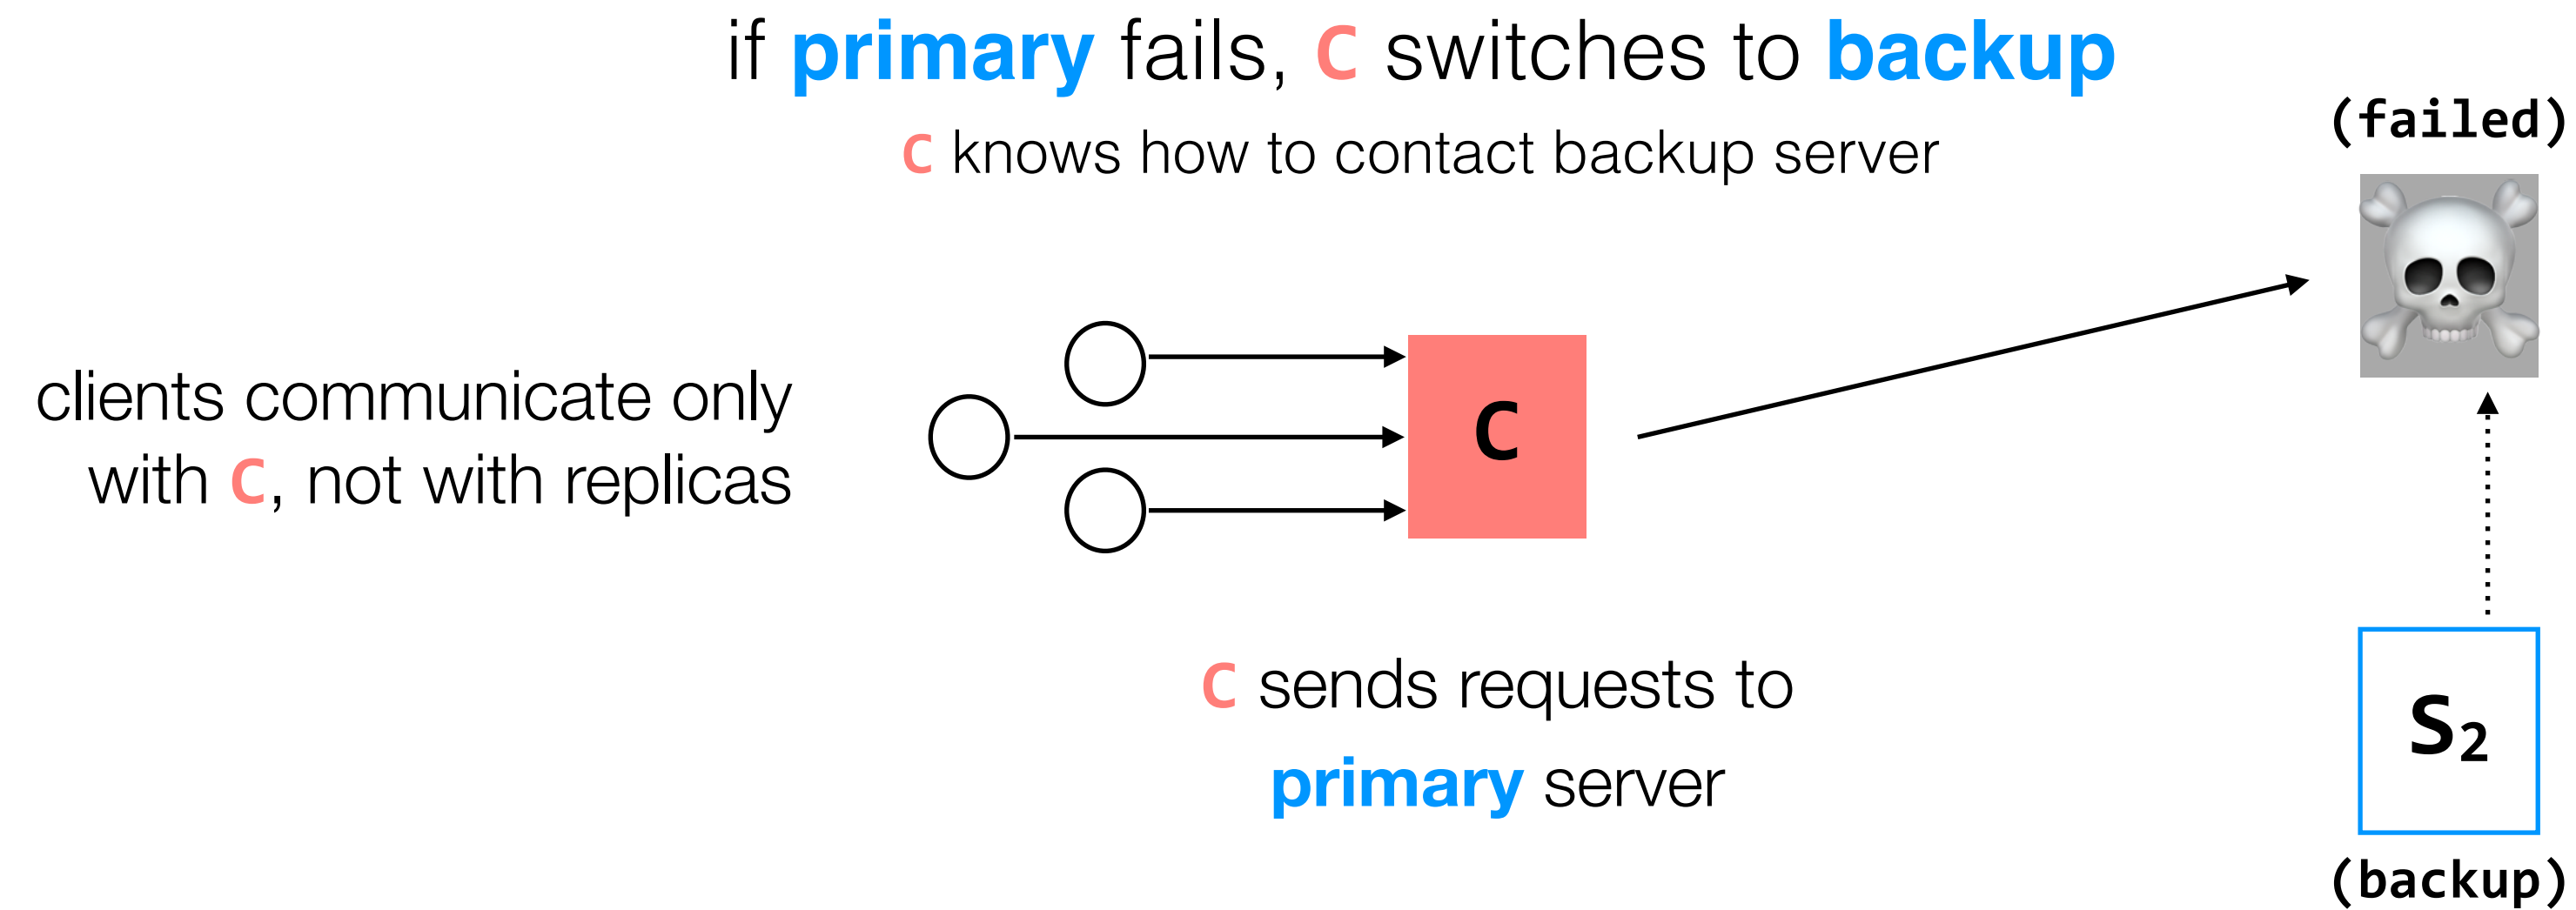 if primary fails, C switches to backup
C knows how to contact backup server
(failed)
clients communicate only
with C, not with replicas
C
C sends requests to
primary server
S₂
(backup)